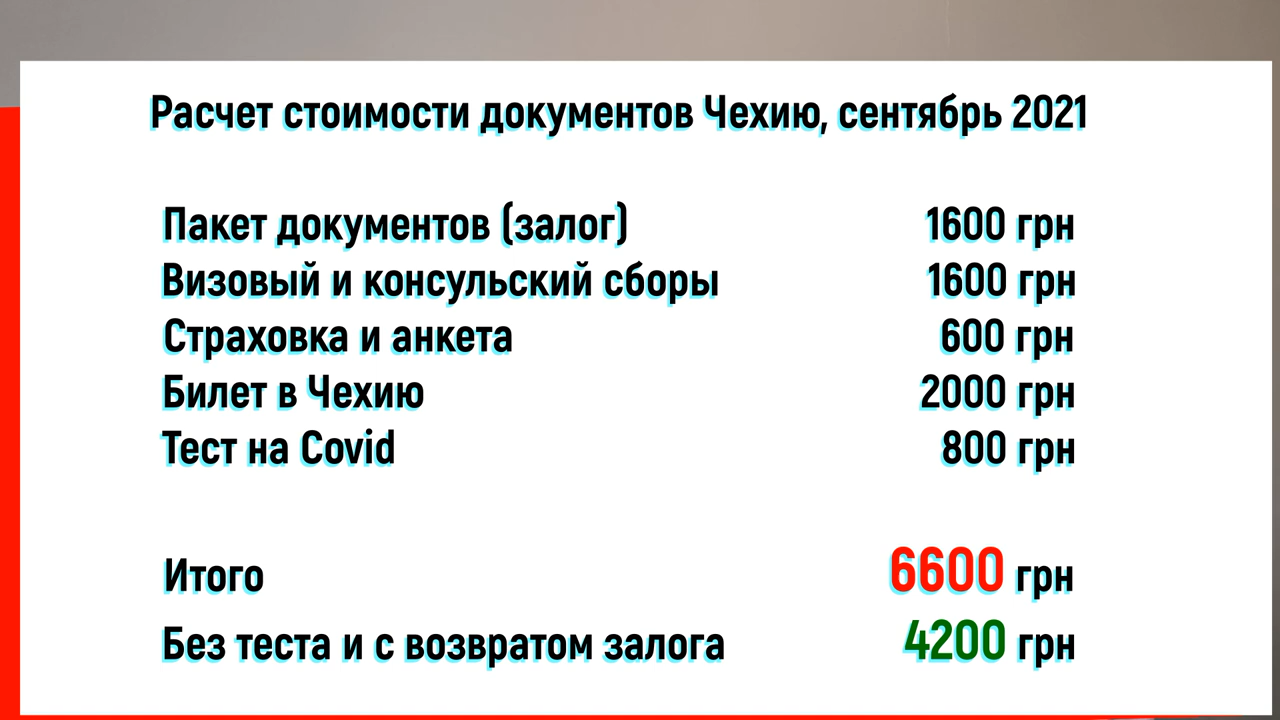 Расчет стоимости документов Чехию, сентябрь 2021
Пакет документов (залог) 1600 грн
Визовый и консульский сборы 1600 грн
Страховка и анкета 600 грн
Билет в Чехию 2000 грн
Тест на Covid 800 грн
Итого 6600 грн
Без теста и с возвратом залога 4200 грн